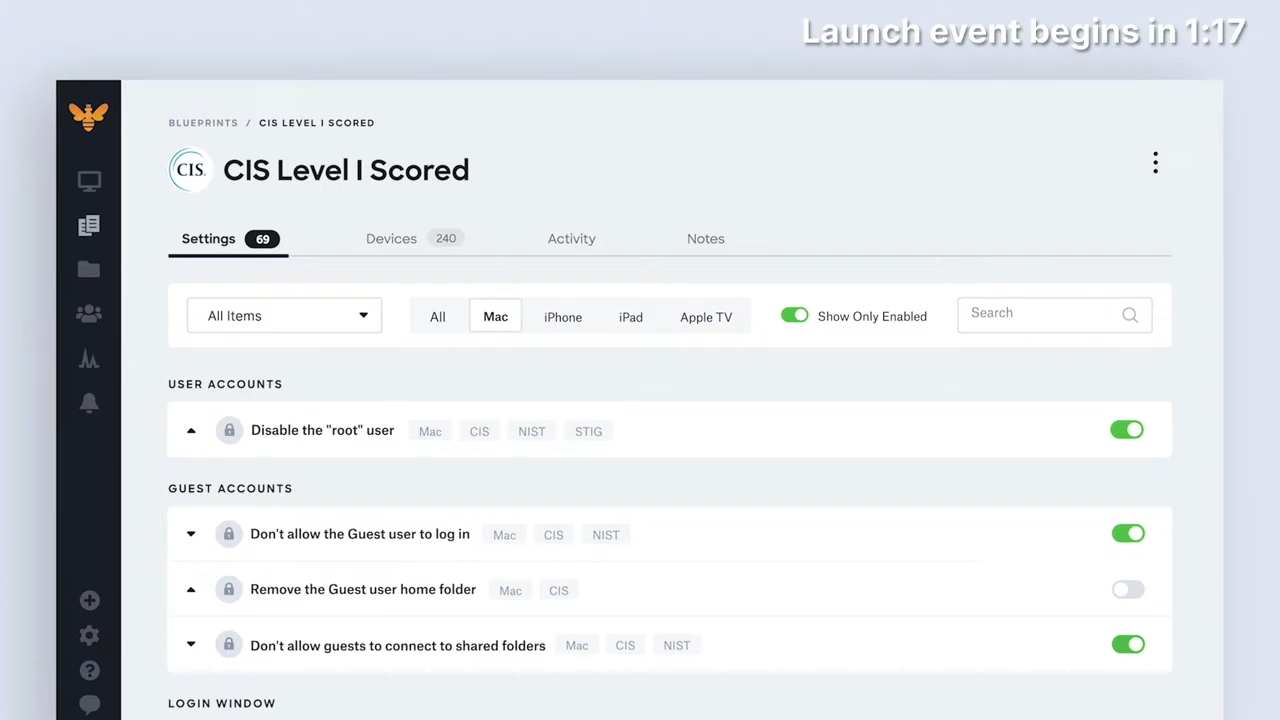 Launch event begins in 1:17
BLUEPRINTS / CIS LEVEL I SCORED
CIS. CIS Level I Scored
Settings 69 Devices 240 Activity Notes
All Items All Mac iPhone iPad Apple TV Show Only Enabled Search
USER ACCOUNTS
Disable the "root" user Mac CIS NIST STIG
GUEST ACCOUNTS
Don't allow the Guest user to log in Mac CIS NIST
Remove the Guest user home folder Mac CIS
Don't allow guests to connect to shared folders Mac CIS NIST
LOGIN WINDOW